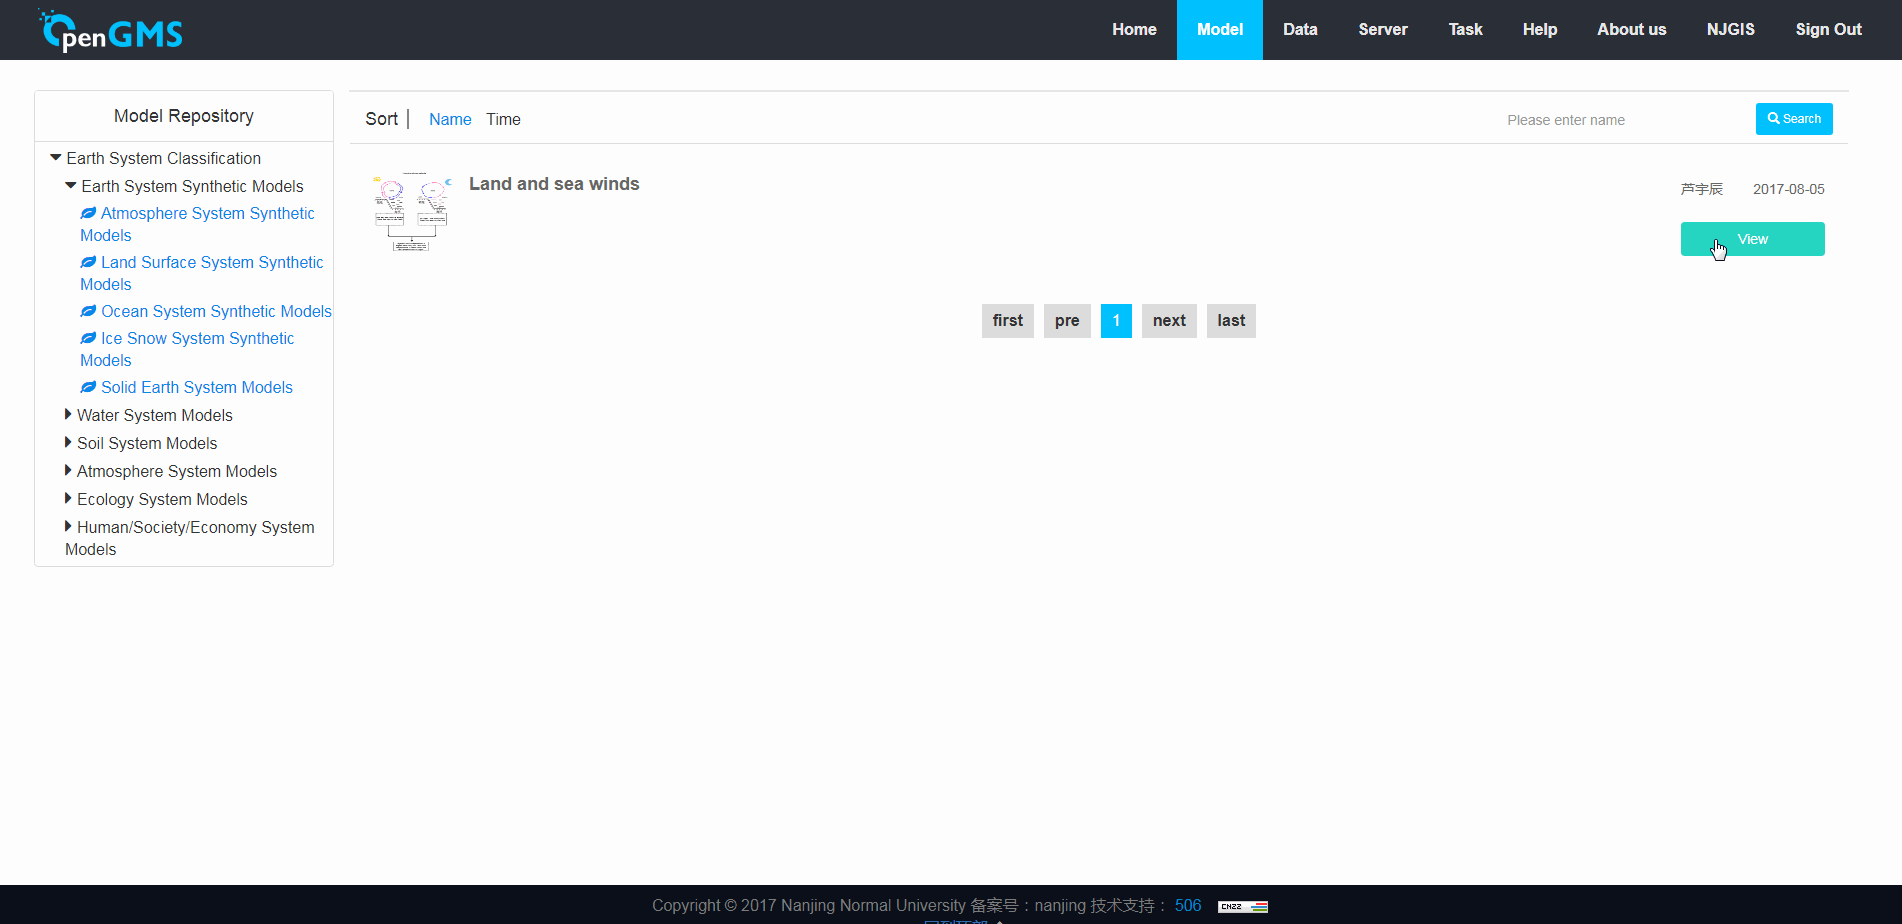 OpenGMS
Home Model Data Server Task Help About us NJGIS Sign Out
Model Repository
Earth System Classification
Earth System Synthetic Models
Atmosphere System Synthetic
Models
Land Surface System Synthetic
Models
Ocean System Synthetic Models
Ice Snow System Synthetic
Models
Solid Earth System Models
Water System Models
Soil System Models
Atmosphere System Models
Ecology System Models
Human/Society/Economy System
Models
Sort | Name Time
Please enter name
Search
Land and sea winds
芦宇辰 2017-08-05
View
first pre 1 next last
Copyright © 2017 Nanjing Normal University 备案号：nanjing 技术支持： 506 CNZZ